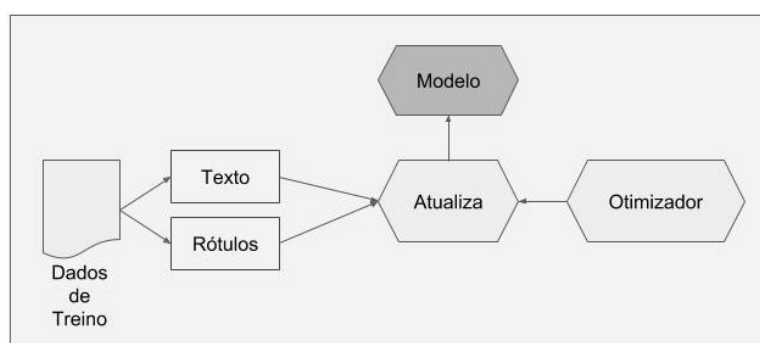 Modelo
Texto
Atualiza
Otimizador
Rótulos
Dados
de
Treino